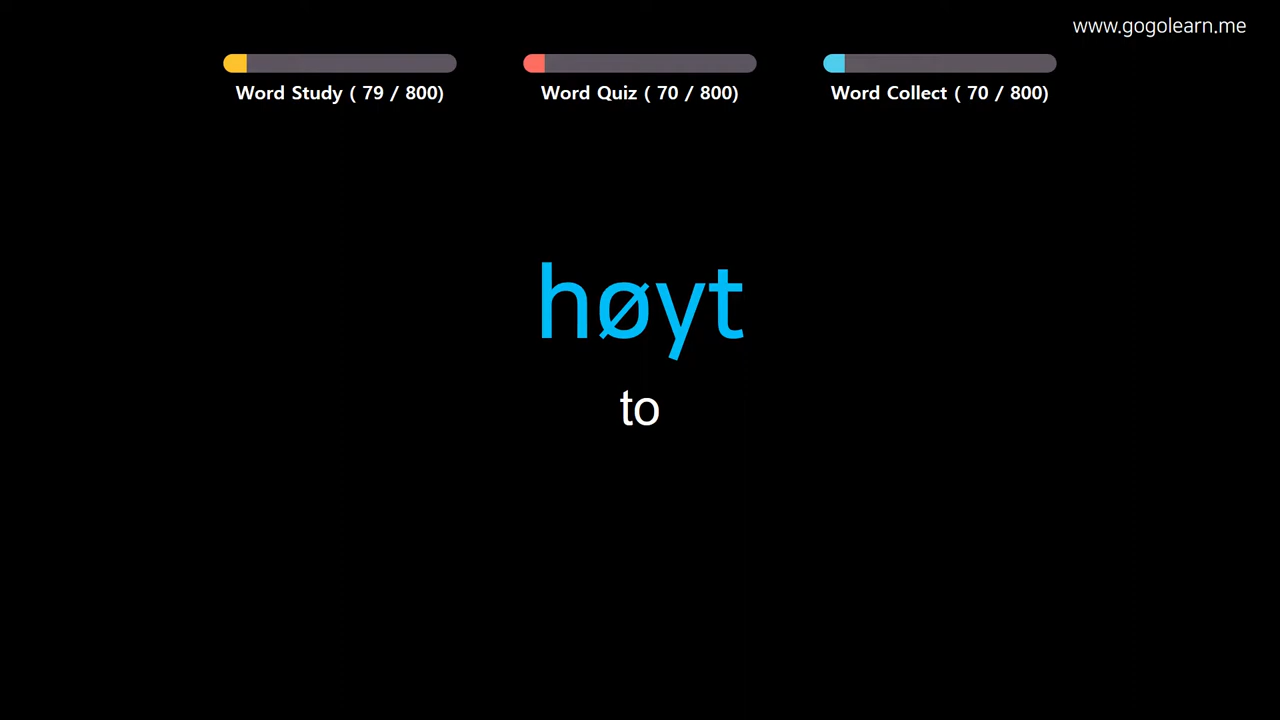 www.gogolearn.me
Word Study ( 79 / 800)
Word Quiz ( 70 / 800)
Word Collect ( 70 / 800)
høyt
to